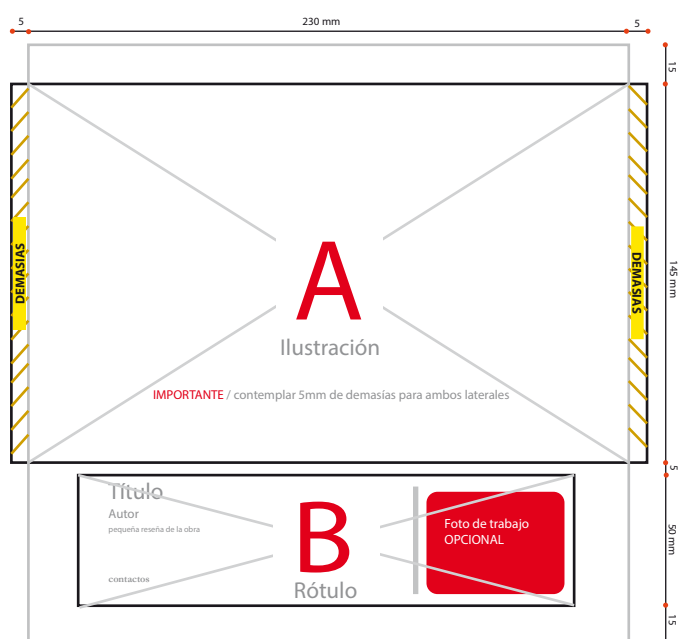 5
230 mm
5
15
DEMASIAS
A
DEMASIAS
145 mm
Ilustración
IMPORTANTE / contemplar 5mm de demasías para ambos laterales
5
Título
Autor
pequeña reseña de la obra
contactos
B
Rótulo
Foto de trabajo
OPCIONAL
50 mm
15